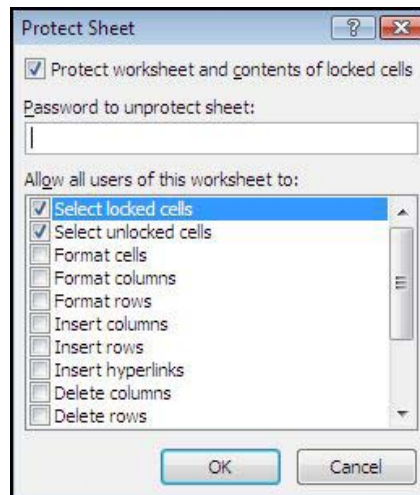 Protect Sheet
Protect worksheet and contents of locked cells
Password to unprotect sheet:
Allow all users of this worksheet to:
Select locked cells
Select unlocked cells
Format cells
Format columns
Format rows
Insert columns
Insert rows
Insert hyperlinks
Delete columns
Delete rows
OK Cancel